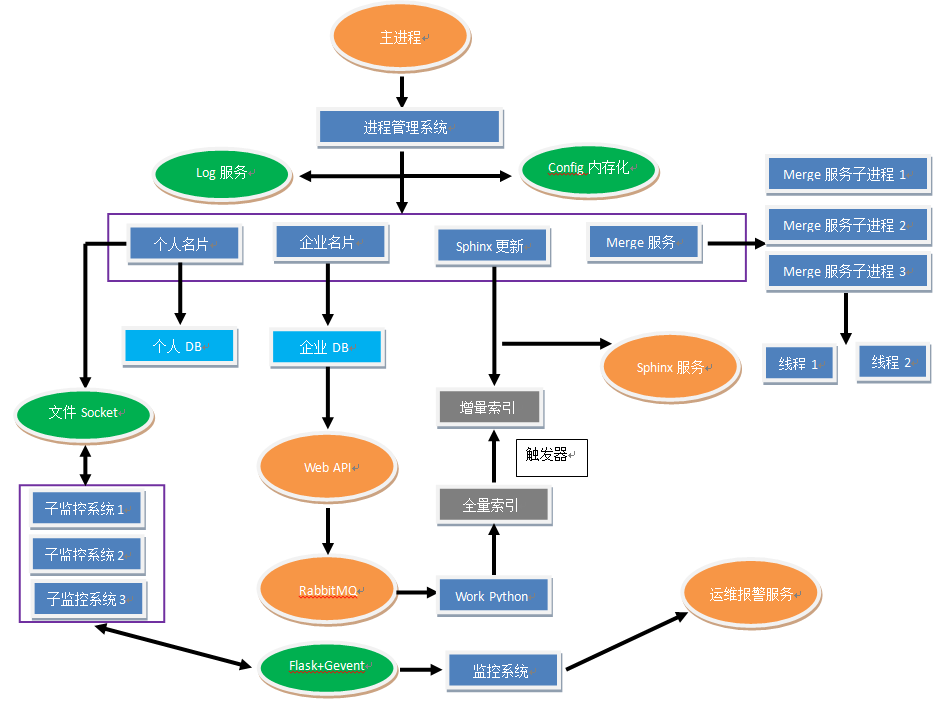 主进程
进程管理系统
Log 服务
Config 内存化
Merge 服务子进程 1
Merge 服务子进程 2
Merge 服务子进程 3
个人名片
企业名片
Sphinx 更新
Merge 服务
个人 DB
企业 DB
Sphinx 服务
线程 1
线程 2
文件 Socket
增量索引
触发器
Web API
全量索引
子监控系统 1
子监控系统 2
子监控系统 3
RabbitMQ
Work Python
运维报警服务
Flask+Gevent
监控系统